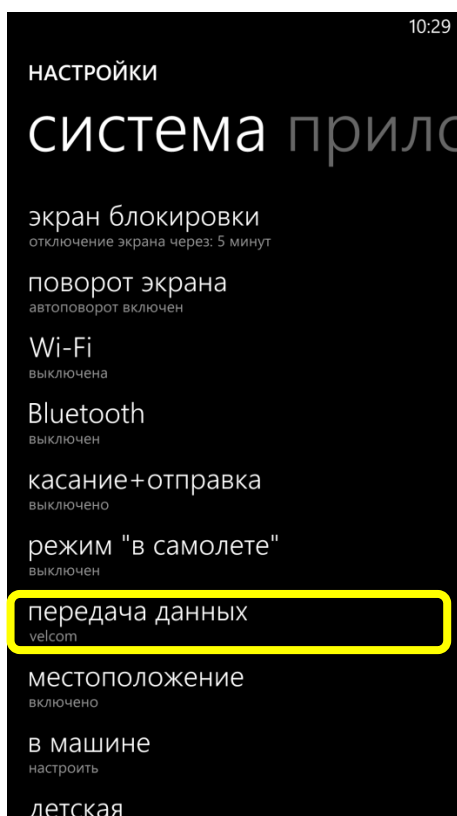 10:29
НАСТРОЙКИ
система прило
экран блокировки
отключение экрана через: 5 минут
поворот экрана
автоповорот включен
Wi-Fi
выключена
Bluetooth
выключен
касание+отправка
выключено
режим "в самолете"
выключен
передача данных
velcom
местоположение
включено
в машине
настроить
детская